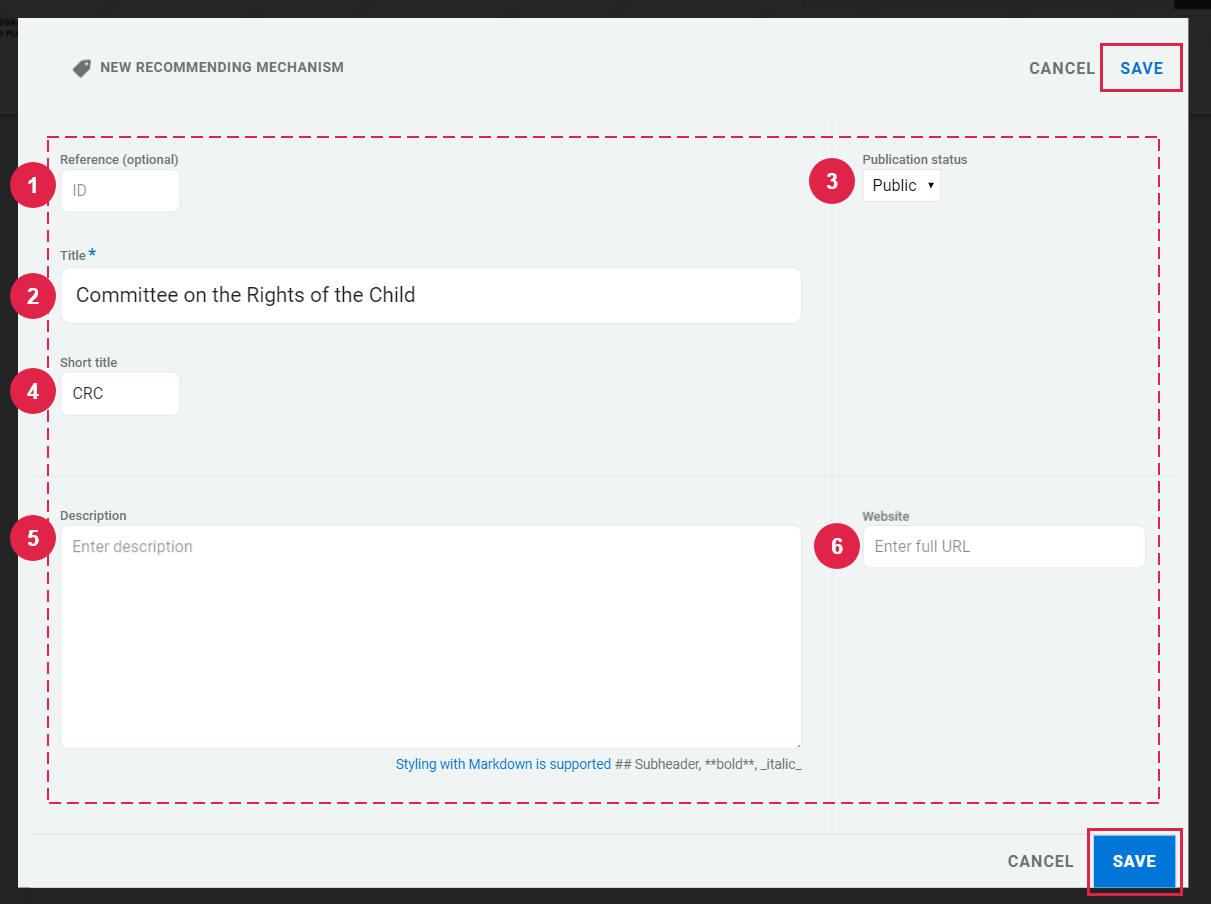 NEW RECOMMENDING MECHANISM
CANCEL SAVE
Reference (optional)
1 ID
Publication status
3 Public
Title *
2 Committee on the Rights of the Child
Short title
4 CRC
Description
5 Enter description
Website
6 Enter full URL
Styling with Markdown is supported ## Subheader, **bold**, _italic_
CANCEL SAVE